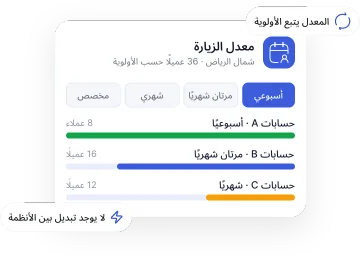 المعدل يتبع الأولوية
معدل الزيارة
شمال الرياض · 36 عميلًا حسب الأولوية
أسبوعي
مرتان شهريًا
شهري
مخصص
حسابات A · أسبوعيًا
8 عملاء
حسابات B · مرتان شهريًا
16 عميلًا
حسابات C · شهريًا
12 عميلًا
لا يوجد تبديل بين الأنظمة